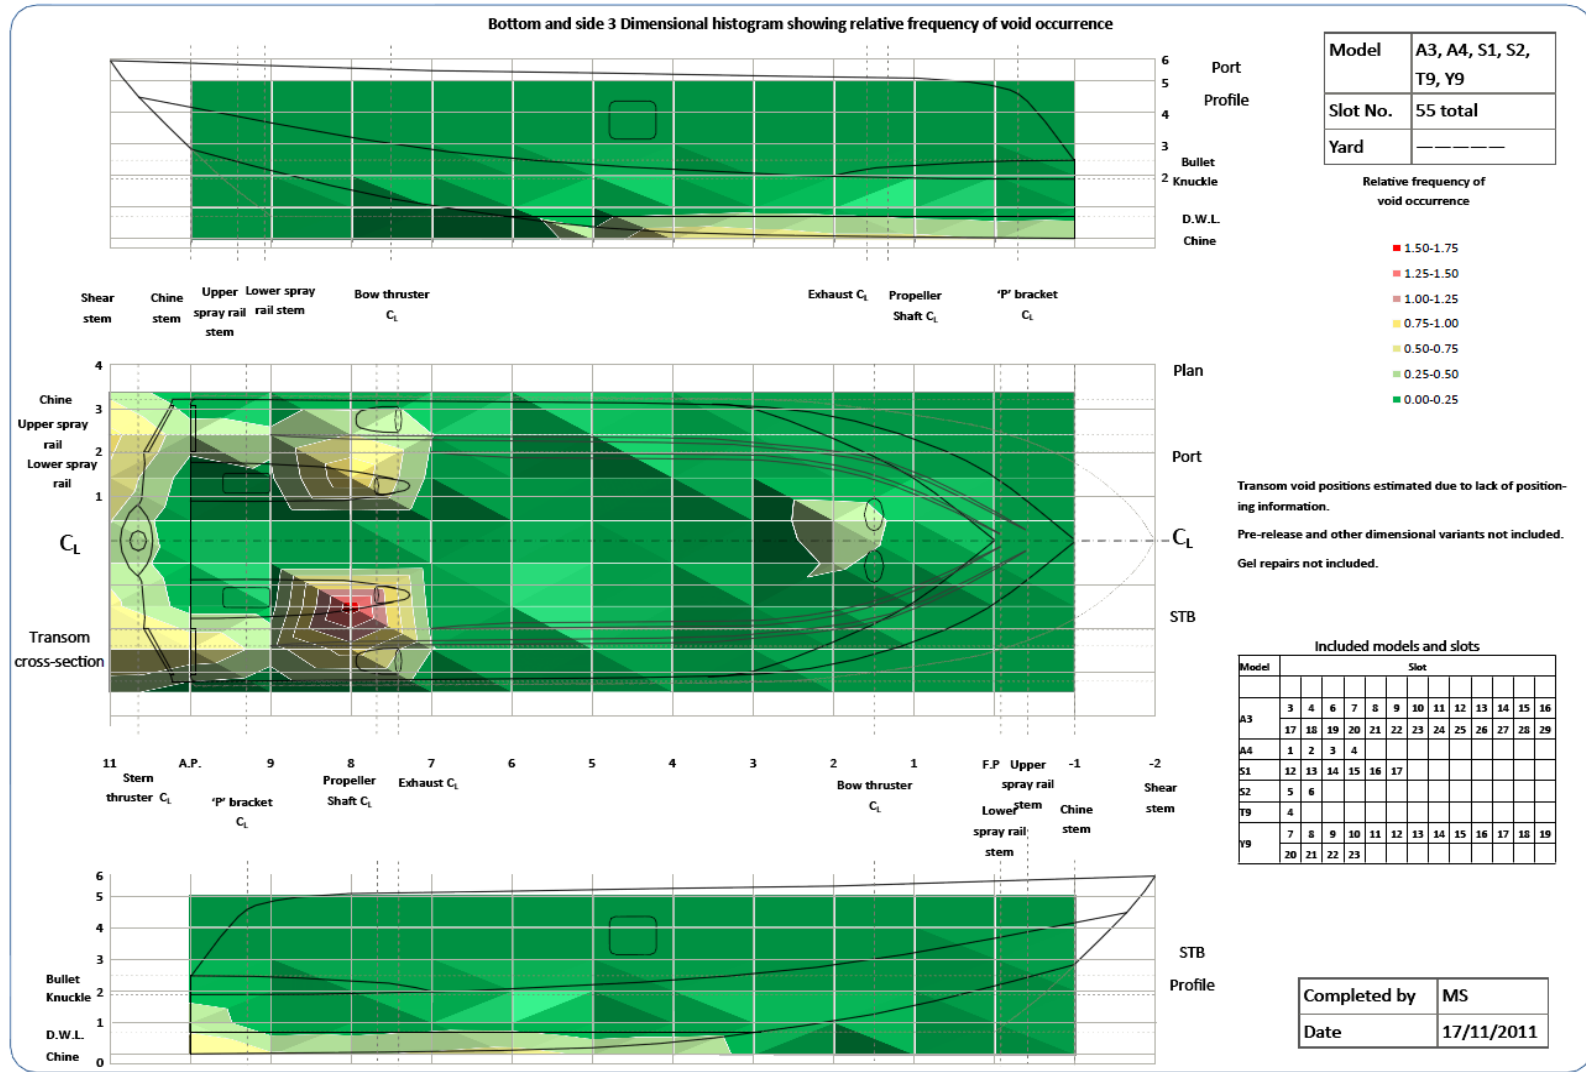 Bottom and side 3 Dimensional histogram showing relative frequency of void occurrence
Model A3, A4, S1, S2,
T9, Y9
Slot No. 55 total
Yard —————
6
5
4
3
2
Port
Profile
Bullet
Knuckle
D.W.L.
Chine
Relative frequency of
void occurrence
1.50-1.75
1.25-1.50
1.00-1.25
0.75-1.00
0.50-0.75
0.25-0.50
0.00-0.25
Shear
stem
Chine
stem
Upper
spray rail
stem
Lower spray
rail stem
Bow thruster
CL
Exhaust CL
Propeller
Shaft CL
‘P’ bracket
CL
4
Chine
3
Upper spray
rail
2
Lower spray
rail
1
CL
Transom
cross-section
Plan
Port
CL
STB
Transom void positions estimated due to lack of position-
ing information.
Pre-release and other dimensional variants not included.
Gel repairs not included.
11 A.P. 9 8 7 6 5 4 3 2 1 F.P -1 -2
Stern
thruster CL
‘P’ bracket
CL
Propeller
Shaft CL
Exhaust CL
Bow thruster
CL
Upper
spray rail
stem
Lower
spray rail
stem
Chine
stem
Shear
stem
Included models and slots
Model Slot
A3 3 4 6 7 8 9 10 11 12 13 14 15 16
17 18 19 20 21 22 23 24 25 26 27 28 29
A4 1 2 3 4
S1 12 13 14 15 16 17
S2 5 6
T9 4
Y9 7 8 9 10 11 12 13 14 15 16 17 18 19
20 21 22 23
6
5
4
3
Bullet
Knuckle 2
1
D.W.L.
Chine 0
STB
Profile
Completed by MS
Date 17/11/2011